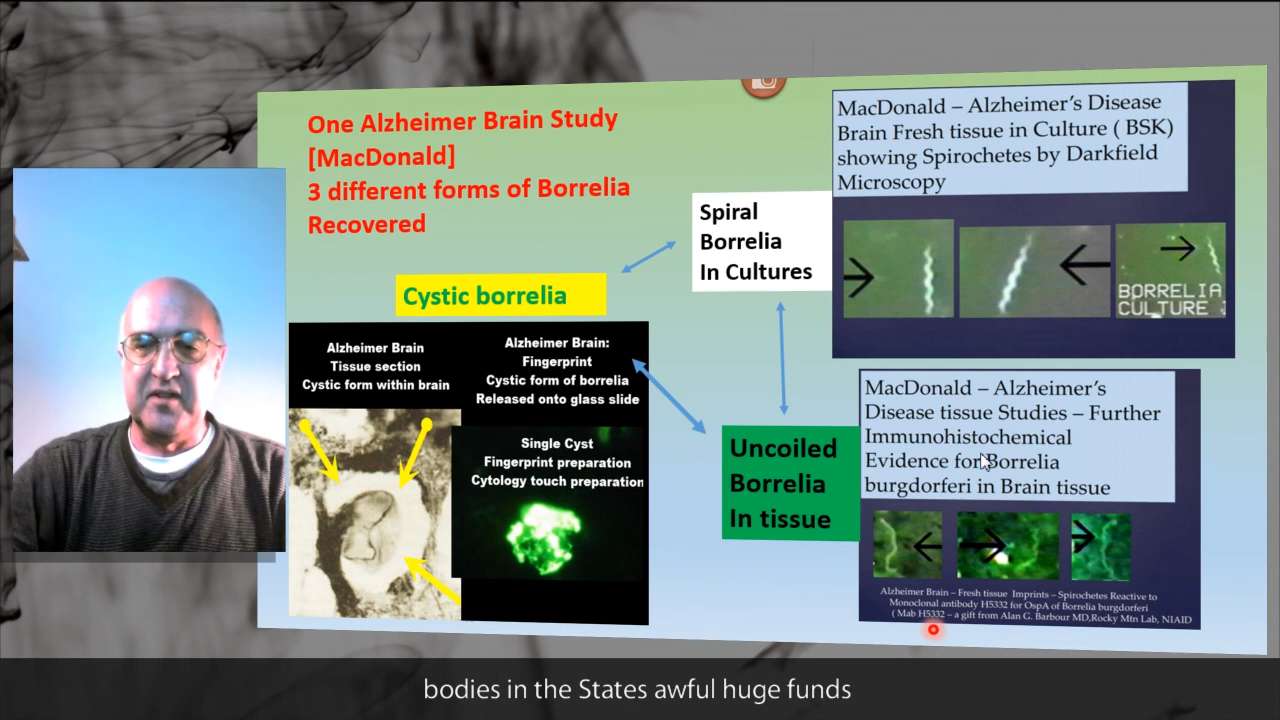 One Alzheimer Brain Study
[MacDonald]
3 different forms of Borrelia
Recovered
Cystic borrelia
Spiral
Borrelia
In Cultures
MacDonald – Alzheimer's Disease
Brain Fresh tissue in Culture ( BSK)
showing Spirochetes by Darkfield
Microscopy
BORRELIA
CULTURE
Alzheimer Brain
Tissue section
Cystic form within brain
Alzheimer Brain:
Fingerprint
Cystic form of borrelia
Released onto glass slide
Single Cyst
Fingerprint preparation
Cytology touch preparation
Uncoiled
Borrelia
In tissue
MacDonald – Alzheimer's
Disease tissue Studies – Further
Immunohistochemical
Evidence for Borrelia
burgdorferi in Brain tissue
Alzheimer Brain – Fresh tissue Imprints – Spirochetes Reactive to
Monoclonal antibody H5332 for OspA of Borrelia burgdorferi
( Mab H5332 – a gift from Alan G. Barbour MD,Rocky Mtn Lab, NIAID
bodies in the States awful huge funds